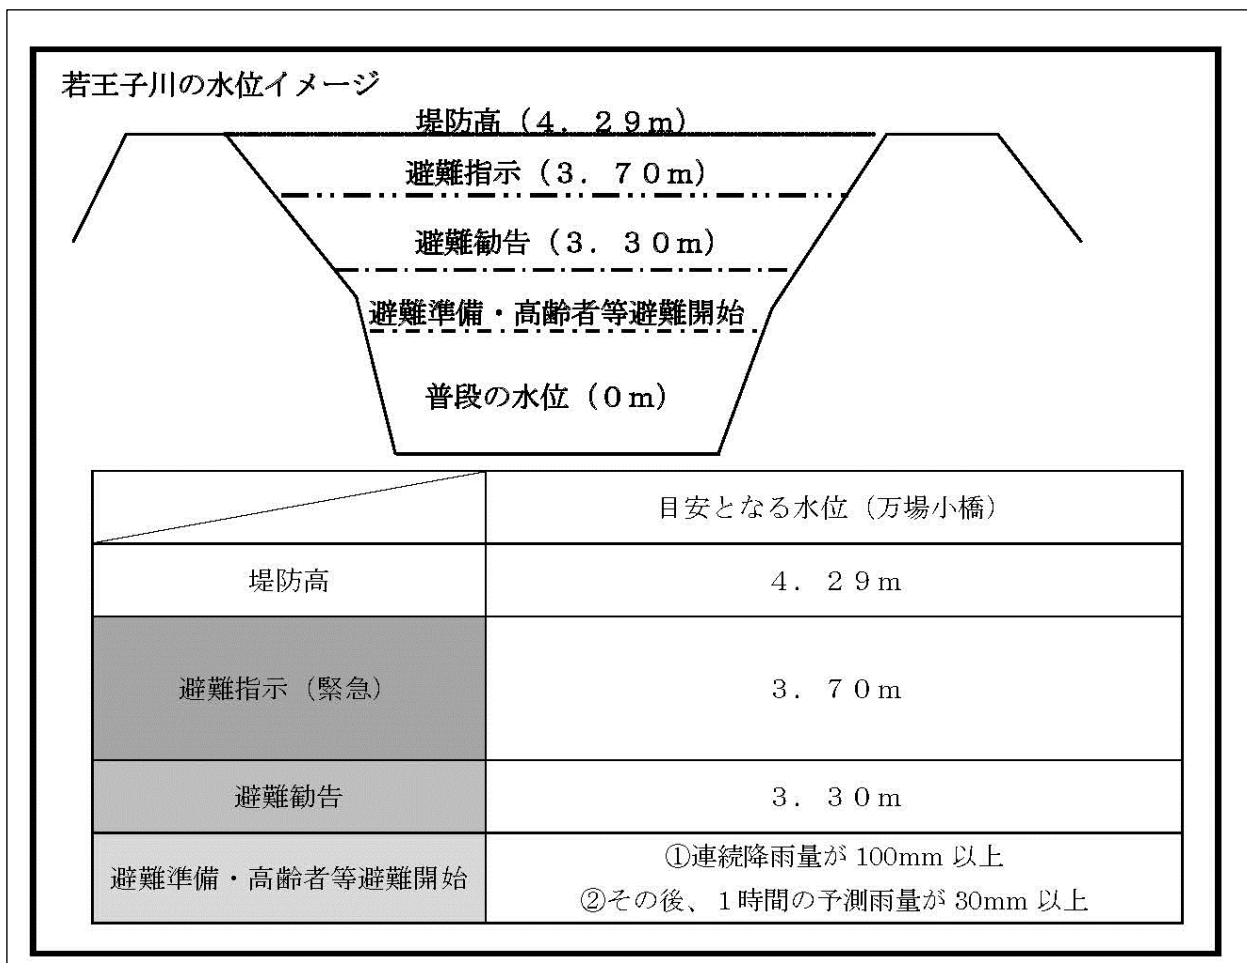 若王子川の水位イメージ
堤防高（４．２９ｍ）
避難指示（３．７０ｍ）
避難勧告（３．３０ｍ）
避難準備・高齢者等避難開始
普段の水位（０ｍ）
目安となる水位（万場小橋）
堤防高
４．２９ｍ
避難指示（緊急）
３．７０ｍ
避難勧告
３．３０ｍ
避難準備・高齢者等避難開始
①連続降雨量が 100mm 以上
②その後、１時間の予測雨量が 30mm 以上